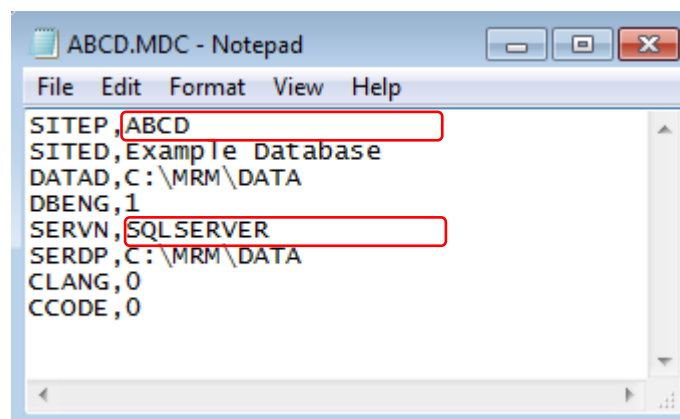 ABCD.MDC - Notepad
File Edit Format View Help
SITEP,ABCD
SITED,Example Database
DATAD,C:\MRM\DATA
DBENG,1
SERVN,SQLSERVER
SERDP,C:\MRM\DATA
CLANG,0
CCODE,0